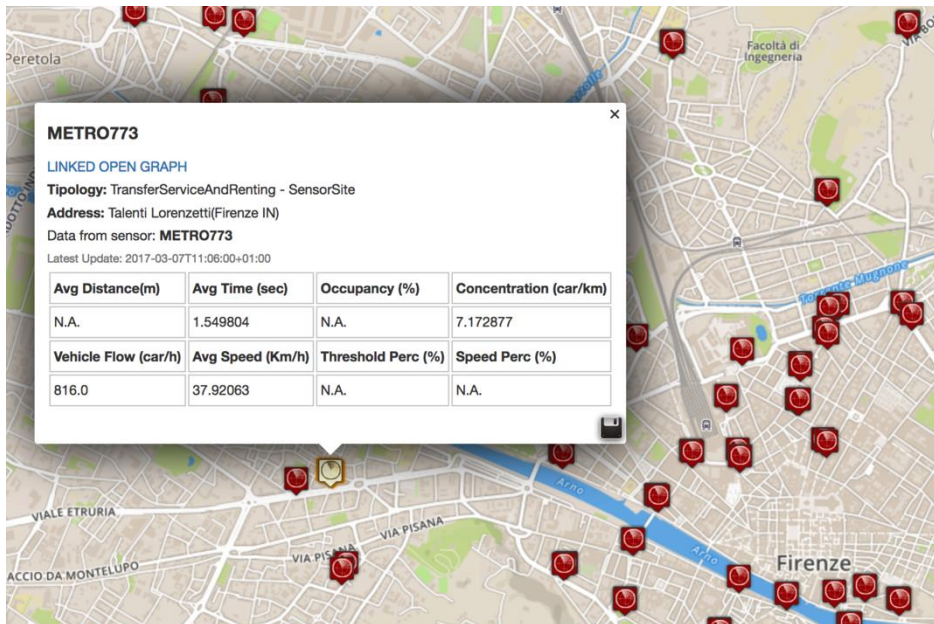 Peretola
Facoltà di
Ingegneria
×
METRO773
LINKED OPEN GRAPH
Tipology: TransferServiceAndRenting - SensorSite
Address: Talenti Lorenzetti(Firenze IN)
Data from sensor: METRO773
Latest Update: 2017-03-07T11:06:00+01:00
Avg Distance(m) Avg Time (sec) Occupancy (%) Concentration (car/km)
N.A. 1.549804 N.A. 7.172877
Vehicle Flow (car/h) Avg Speed (Km/h) Threshold Perc (%) Speed Perc (%)
816.0 37.92063 N.A. N.A.
Torrente Mugnone
Arno
VIALE ETRURIA
VIA PISANA
VIA PISANA
Arno
Firenze
ACCIO DA MONTELUPO